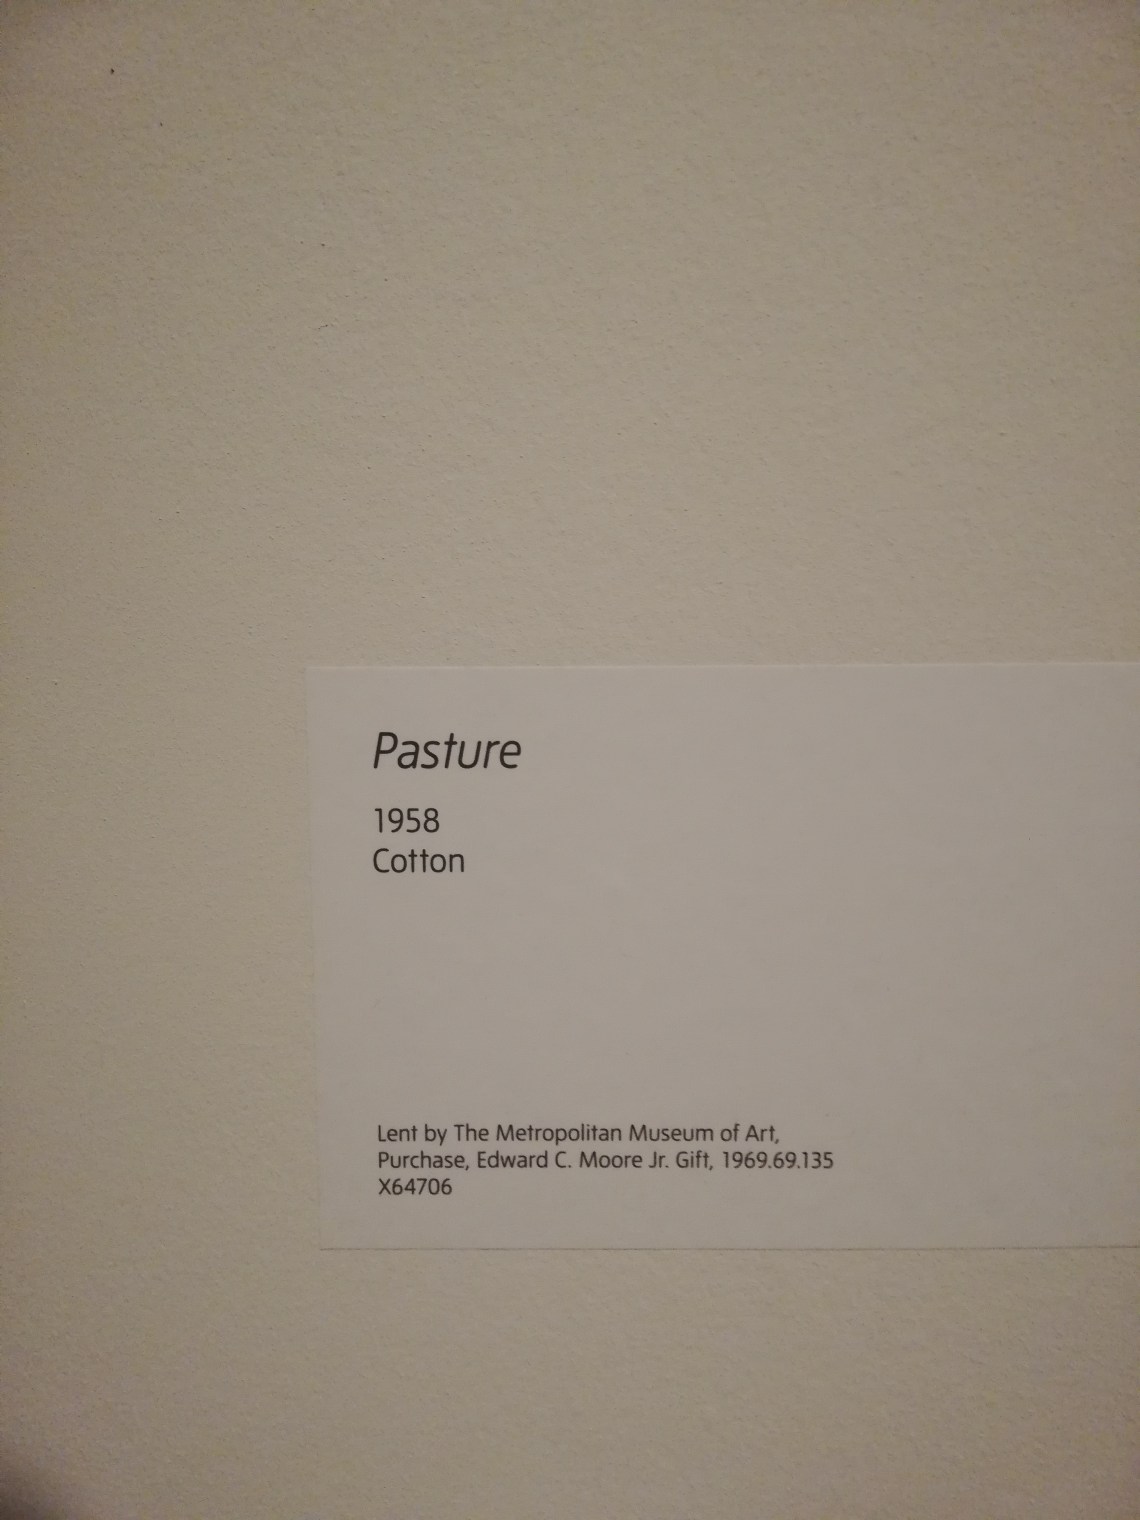 Pasture
1958
Cotton
Lent by The Metropolitan Museum of Art,
Purchase, Edward C. Moore Jr. Gift, 1969.69.135
X64706